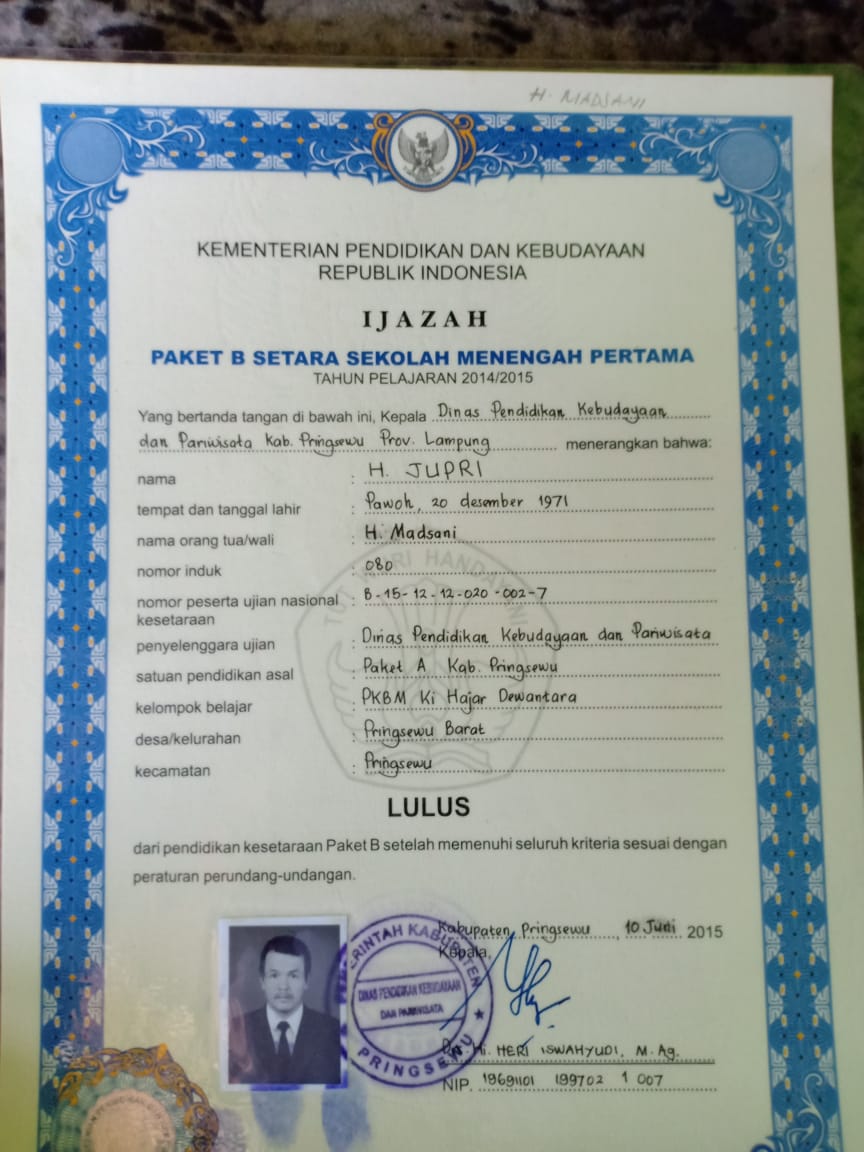 H. MADSANI
KEMENTERIAN PENDIDIKAN DAN KEBUDAYAAN
REPUBLIK INDONESIA
IJAZAH
PAKET B SETARA SEKOLAH MENENGAH PERTAMA
TAHUN PELAJARAN 2014/2015
Yang bertanda tangan di bawah ini, Kepala Dinas Pendidikan Kebudayaan
dan Pariwisata Kab. Pringsewu Prov. Lampung menerangkan bahwa:
nama : H. JUPRI
tempat dan tanggal lahir : Pawoh, 20 desember 1971
nama orang tua/wali : H. Madsani
nomor induk : 080
nomor peserta ujian nasional : B-15-12-12-020-002-7
kesetaraan
penyelenggara ujian : Dinas Pendidikan Kebudayaan dan Pariwisata
satuan pendidikan asal : Paket A Kab. Pringsewu
kelompok belajar : PKBM Ki Hajar Dewantara
desa/kelurahan : Pringsewu Barat
kecamatan : Pringsewu
TUT WURI HANDAYANI
LULUS
dari pendidikan kesetaraan Paket B setelah memenuhi seluruh kriteria sesuai dengan
peraturan perundang-undangan.
Kabupaten Pringsewu, 10 Juni 2015
Kepala,
PEMERINTAH KABUPATEN
DINAS PENDIDIKAN KEBUDAYAAN
DAN PARIWISATA
PRINGSEWU
HERI ISWAHYUDI, M.Ag.
NIP. 19691101 199702 1 007